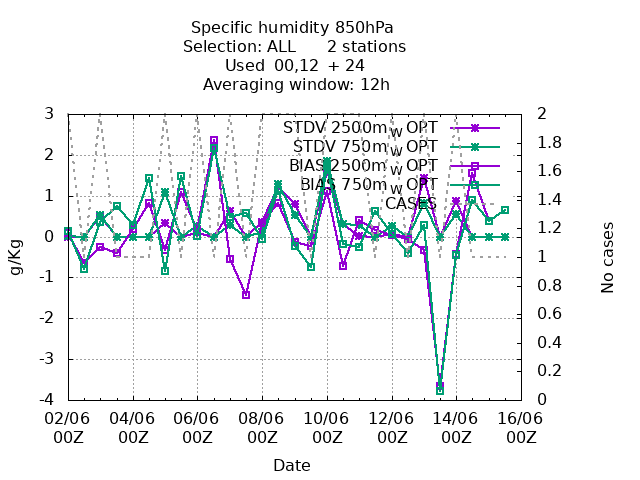 Specific humidity 850hPa
Selection: ALL 2 stations
Used 00,12 + 24
Averaging window: 12h
STDV 2500m_w OPT
STDV 750m_w OPT
BIAS 2500m_w OPT
BIAS 750m_w OPT
CASES
g/Kg
3
2
1
0
-1
-2
-3
-4
No cases
2
1.8
1.6
1.4
1.2
1
0.8
0.6
0.4
0.2
0
02/06 04/06 06/06 08/06 10/06 12/06 14/06 16/06
00Z 00Z 00Z 00Z 00Z 00Z 00Z 00Z
Date